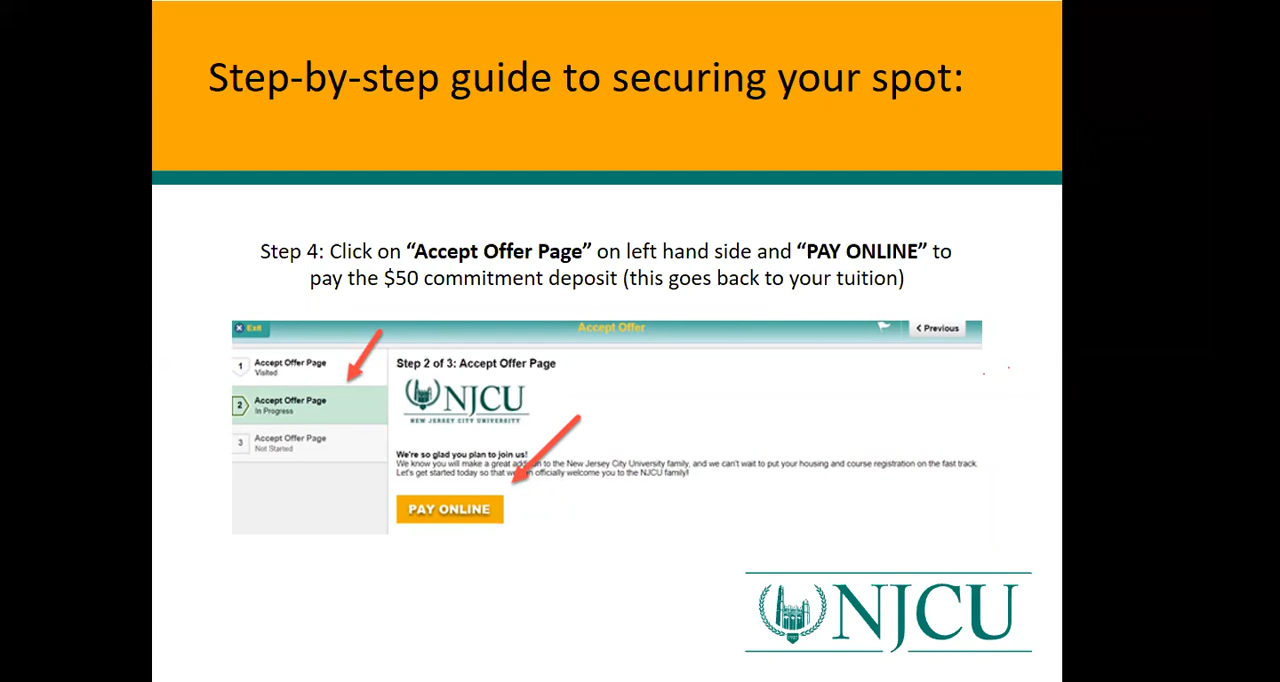 Step-by-step guide to securing your spot:
Step 4: Click on “Accept Offer Page” on left hand side and “PAY ONLINE” to
pay the $50 commitment deposit (this goes back to your tuition)
Exit
Accept Offer
Previous
1
Accept Offer Page
Visited
2
Accept Offer Page
In Progress
3
Accept Offer Page
Not Started
Step 2 of 3: Accept Offer Page
NJCU
NEW JERSEY CITY UNIVERSITY
We're so glad you plan to join us!
We know you will make a great to the New Jersey City University family, and we can't wait to put your housing and course registration on the fast track.
Let's get started today so that officially welcome you to the NJCU family!
PAY ONLINE
NJCU